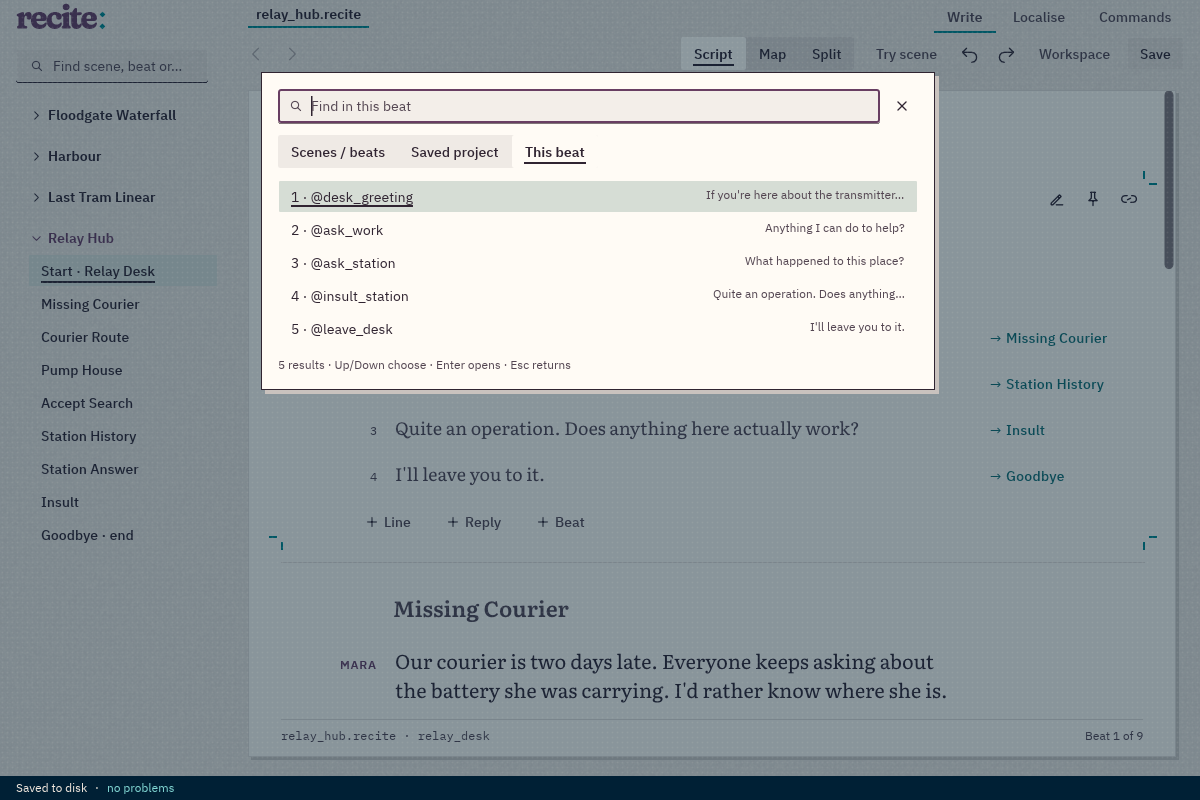 recite:
relay_hub.recite
Write
Localise
Commands
Find scene, beat or...
Script
Map
Split
Try scene
Workspace
Save
Floodgate Waterfall
Harbour
Last Tram Linear
Relay Hub
Start · Relay Desk
Missing Courier
Courier Route
Pump House
Accept Search
Station History
Station Answer
Insult
Goodbye · end
Find in this beat
Scenes / beats
Saved project
This beat
1 · @desk_greeting
If you're here about the transmitter...
2 · @ask_work
Anything I can do to help?
3 · @ask_station
What happened to this place?
4 · @insult_station
Quite an operation. Does anything...
5 · @leave_desk
I'll leave you to it.
5 results · Up/Down choose · Enter opens · Esc returns
→ Missing Courier
→ Station History
3 Quite an operation. Does anything here actually work?
→ Insult
4 I'll leave you to it.
→ Goodbye
+ Line
+ Reply
+ Beat
Missing Courier
MARA
Our courier is two days late. Everyone keeps asking about
the battery she was carrying. I'd rather know where she is.
relay_hub.recite · relay_desk
Beat 1 of 9
Saved to disk · no problems